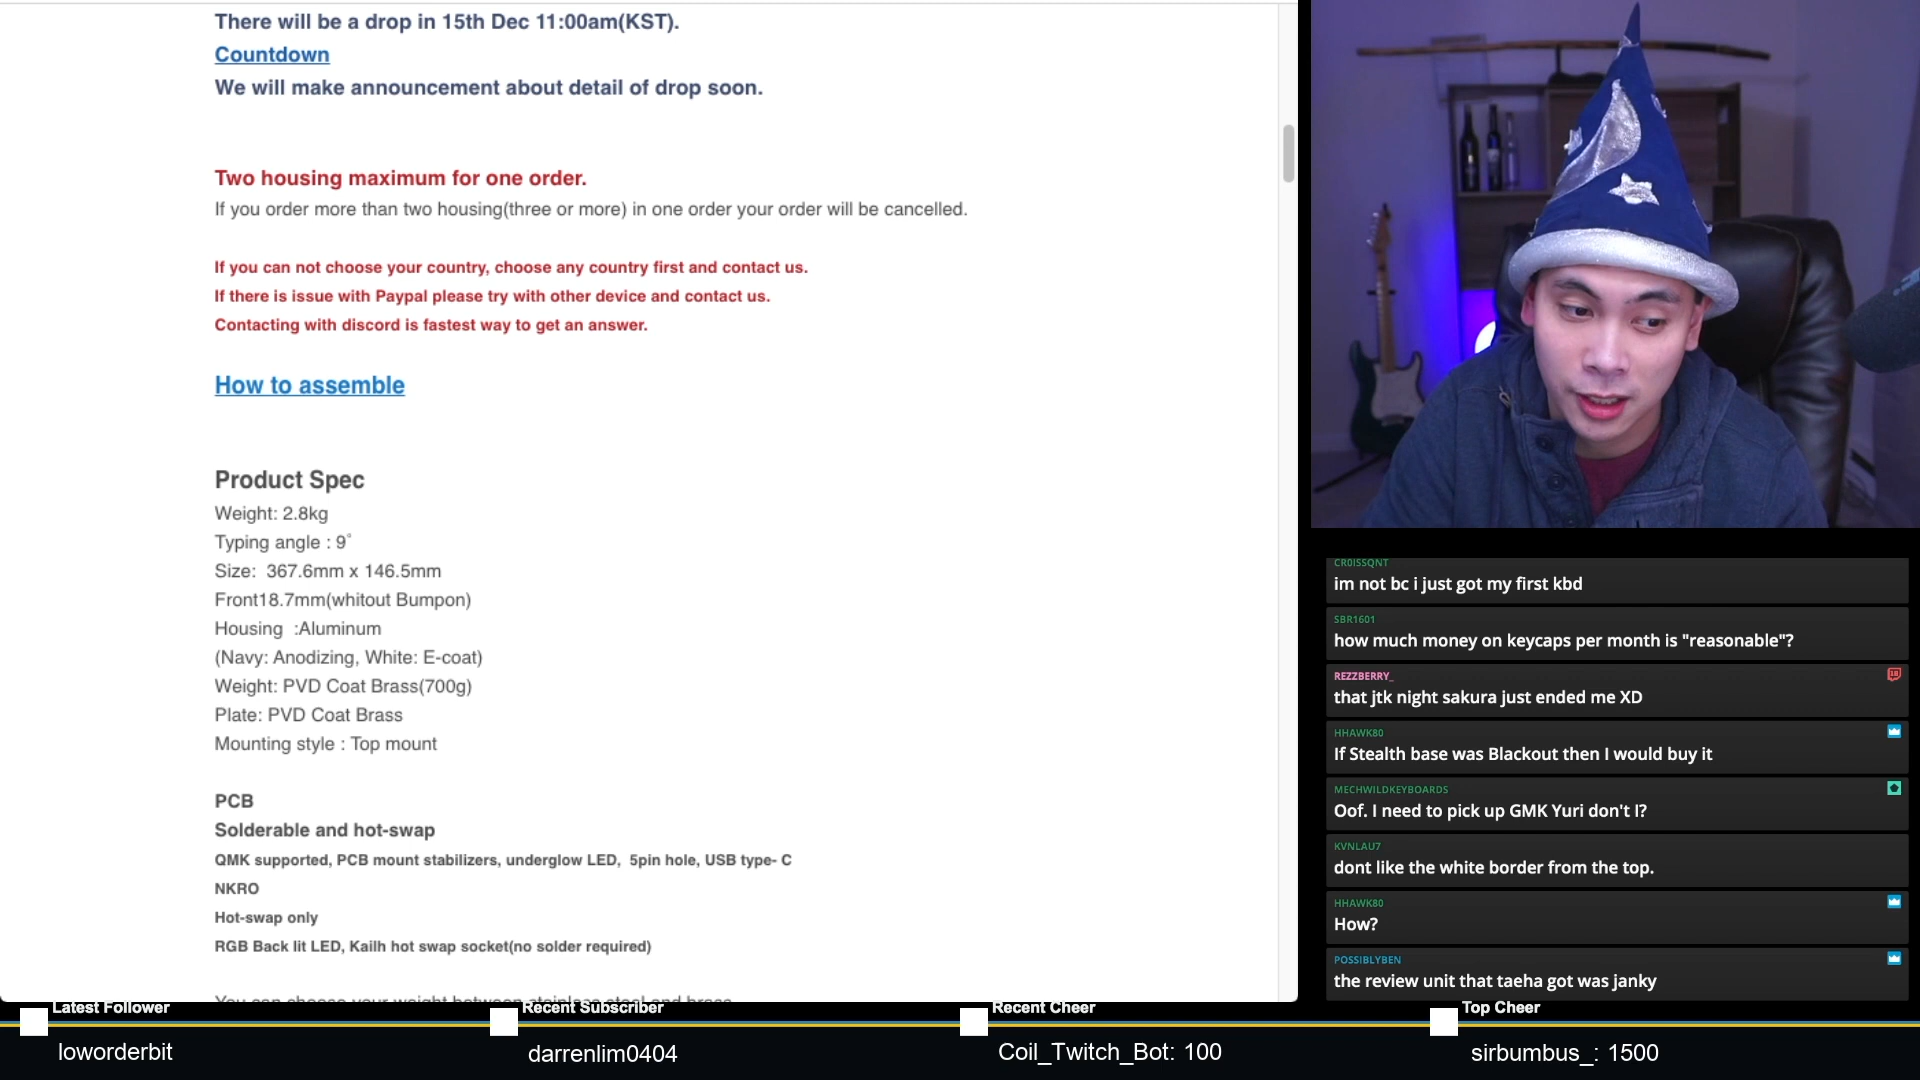 There will be a drop in 15th Dec 11:00am(KST).
Countdown
We will make announcement about detail of drop soon.
Two housing maximum for one order.
If you order more than two housing(three or more) in one order your order will be cancelled.
If you can not choose your country, choose any country first and contact us.
If there is issue with Paypal please try with other device and contact us.
Contacting with discord is fastest way to get an answer.
How to assemble
Product Spec
Weight: 2.8kg
Typing angle : 9°
Size:  367.6mm x 146.5mm
Front18.7mm(whitout Bumpon)
Housing  :Aluminum
(Navy: Anodizing, White: E-coat)
Weight: PVD Coat Brass(700g)
Plate: PVD Coat Brass
Mounting style : Top mount
PCB
Solderable and hot-swap
QMK supported, PCB mount stabilizers, underglow LED,  5pin hole, USB type- C
NKRO
Hot-swap only
RGB Back lit LED, Kailh hot swap socket(no solder required)
You can choose your weight between stainless steel and brass
CR0ISSQNT
im not bc i just got my first kbd
SBR1601
how much money on keycaps per month is "reasonable"?
REZZBERRY_
that jtk night sakura just ended me XD
HHAWK80
If Stealth base was Blackout then I would buy it
MECHWILDKEYBOARDS
Oof. I need to pick up GMK Yuri don't I?
KVNLAU7
dont like the white border from the top.
HHAWK80
How?
POSSIBLYBEN
the review unit that taeha got was janky
Latest Follower
loworderbit
Recent Subscriber
darrenlim0404
Recent Cheer
Coil_Twitch_Bot: 100
Top Cheer
sirbumbus_: 1500